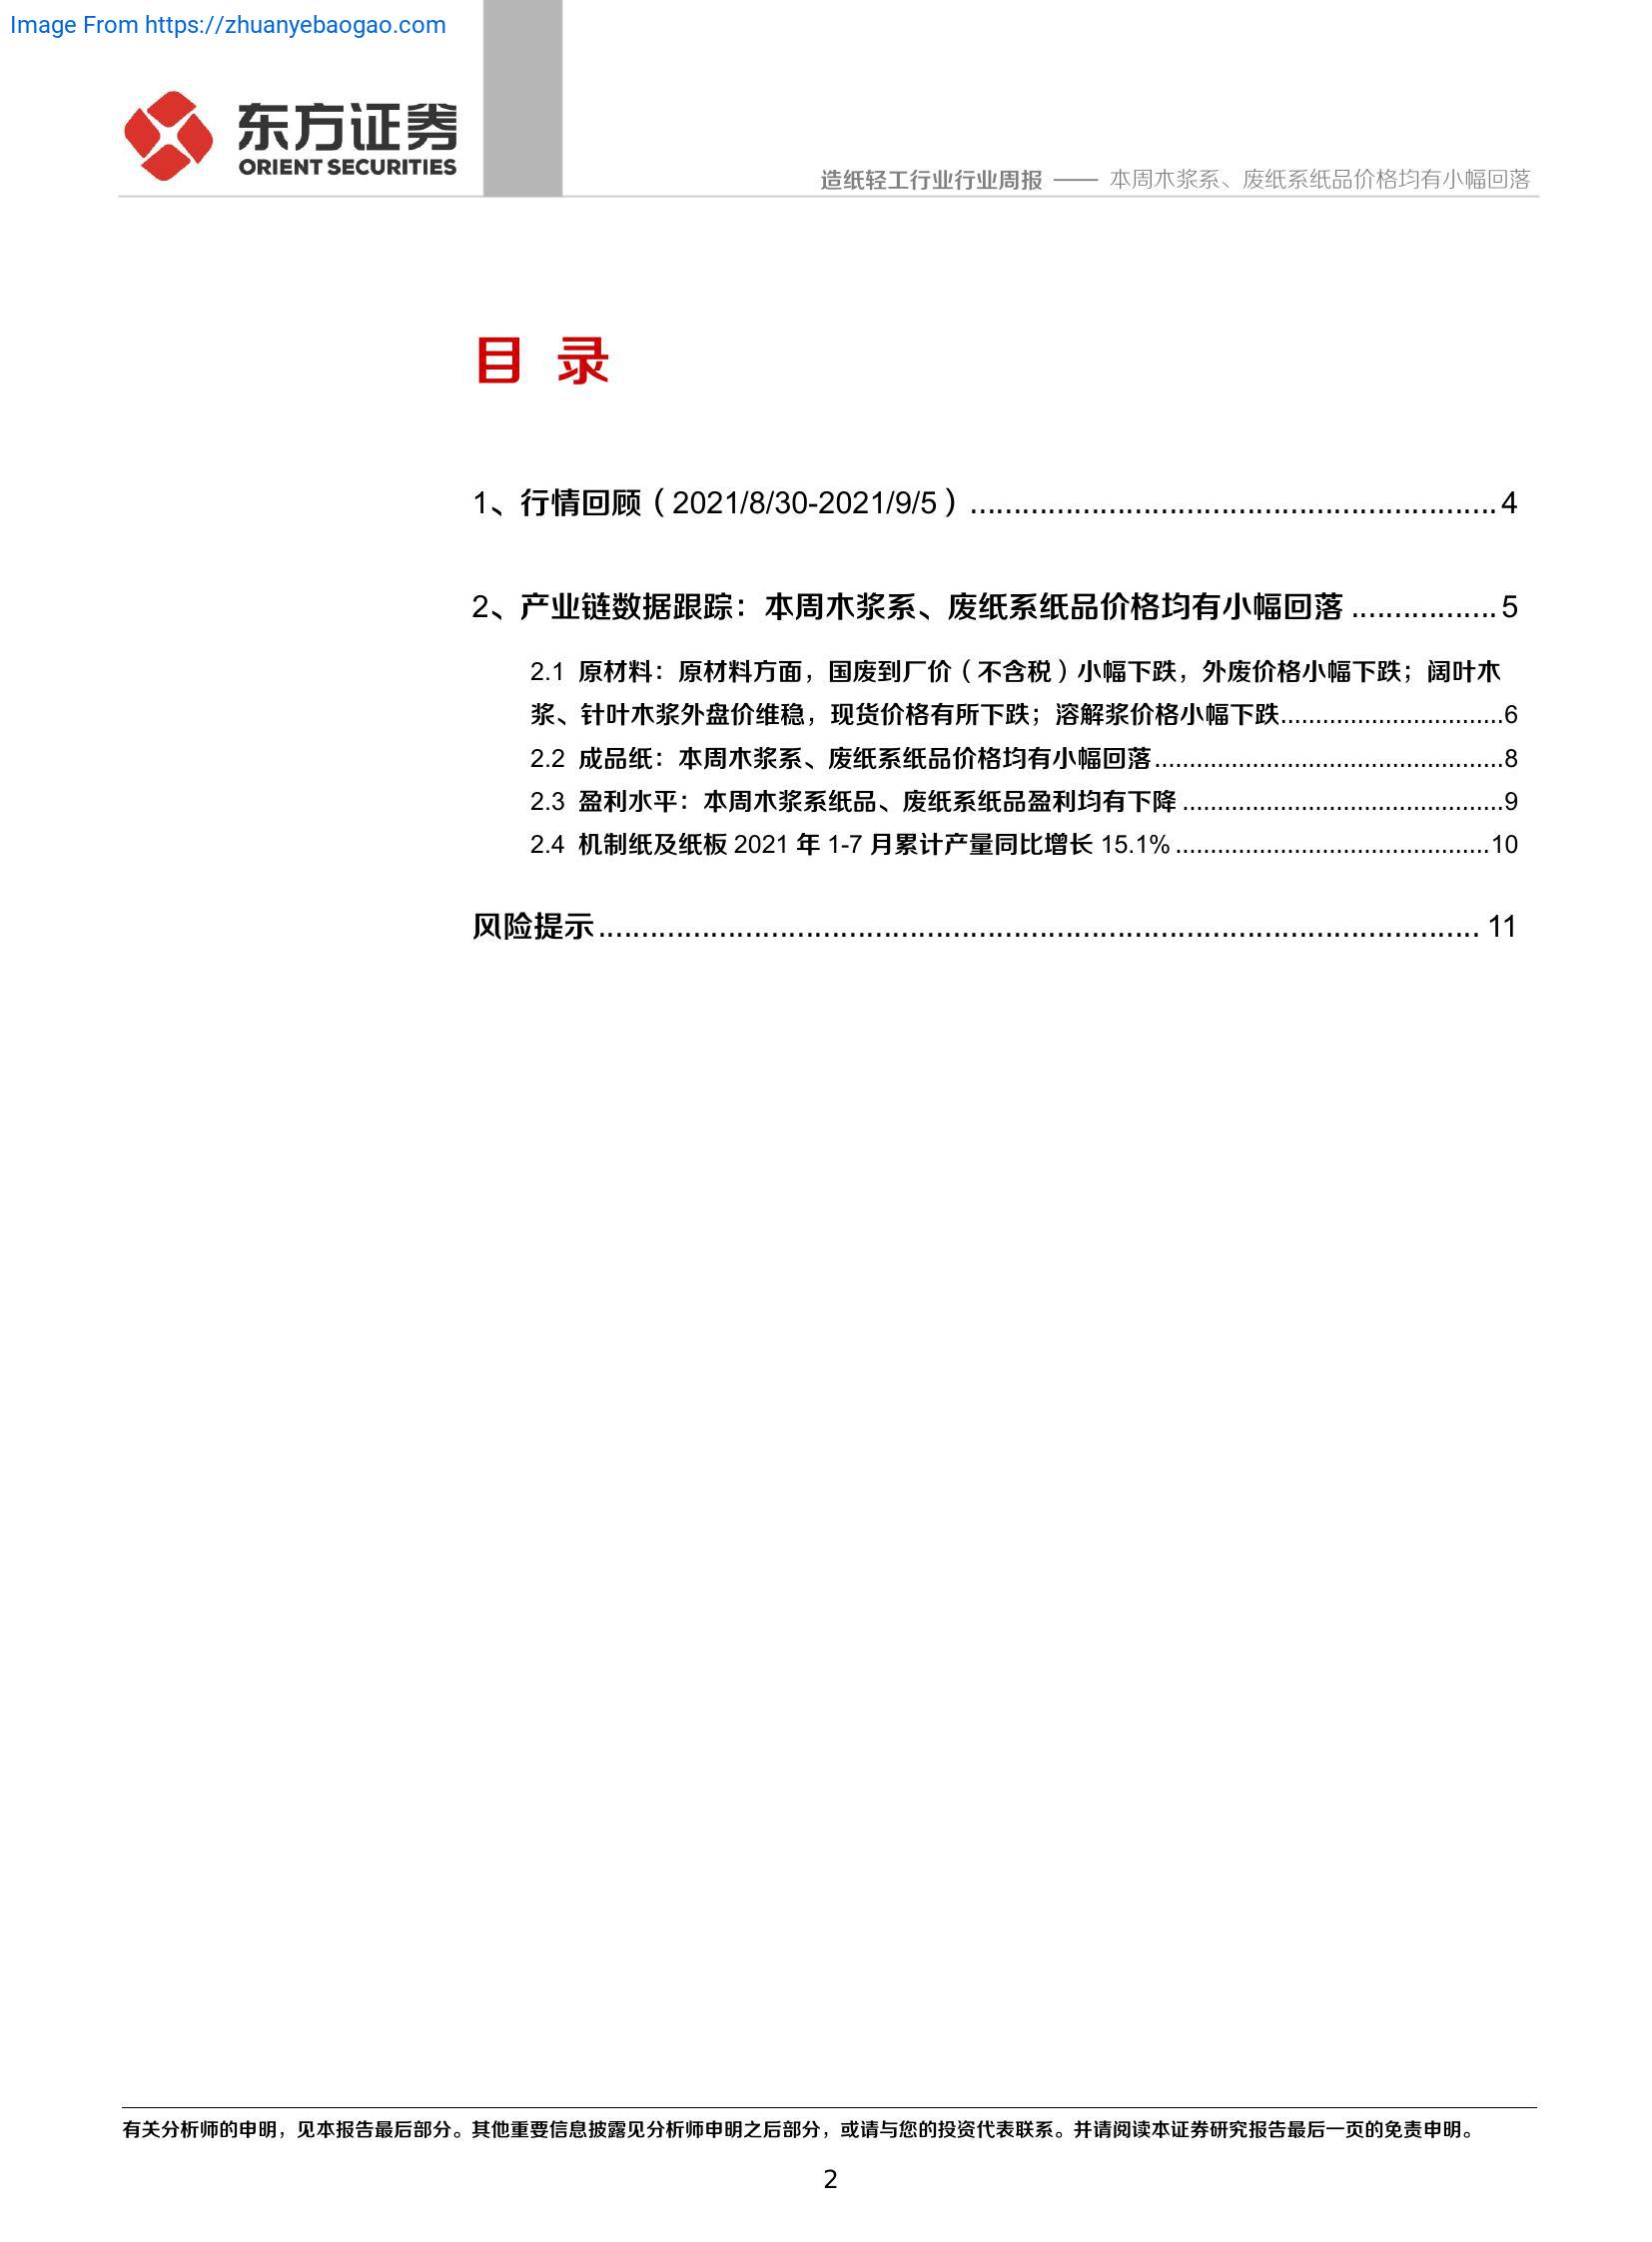 Image From https://zhuanyebaogao.com
东方证券
ORIENT SECURITIES
造纸轻工行业行业周报 —— 本周木浆系、废纸系纸品价格均有小幅回落
目 录
1、行情回顾（2021/8/30-2021/9/5）............................................................. 4
2、产业链数据跟踪：本周木浆系、废纸系纸品价格均有小幅回落 ................. 5
2.1 原材料：原材料方面，国废到厂价（不含税）小幅下跌，外废价格小幅下跌；阔叶木
浆、针叶木浆外盘价维稳，现货价格有所下跌；溶解浆价格小幅下跌................................6
2.2 成品纸：本周木浆系、废纸系纸品价格均有小幅回落..................................................8
2.3 盈利水平：本周木浆系纸品、废纸系纸品盈利均有下降 ..............................................9
2.4 机制纸及纸板 2021 年 1-7 月累计产量同比增长 15.1% .............................................10
风险提示...................................................................................................... 11
有关分析师的申明，见本报告最后部分。其他重要信息披露见分析师申明之后部分，或请与您的投资代表联系。并请阅读本证券研究报告最后一页的免责申明。
2